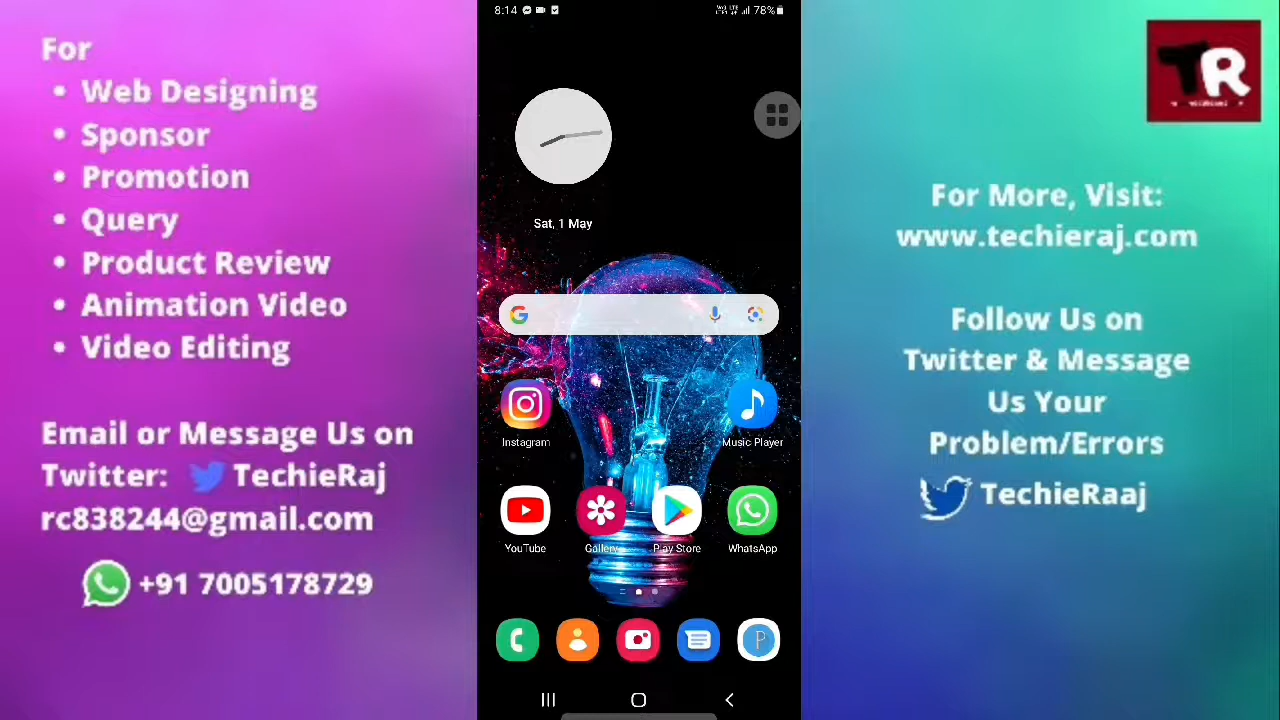 For
• Web Designing
• Sponsor
• Promotion
• Query
• Product Review
• Animation Video
• Video Editing
Email or Message Us on
Twitter: TechieRaj
rc838244@gmail.com
+91 7005178729
8:14
78%
Sat, 1 May
Instagram
Music Player
YouTube
Gallery
Play Store
WhatsApp
TR
For More, Visit:
www.techieraj.com
Follow Us on
Twitter & Message
Us Your
Problem/Errors
TechieRaaj